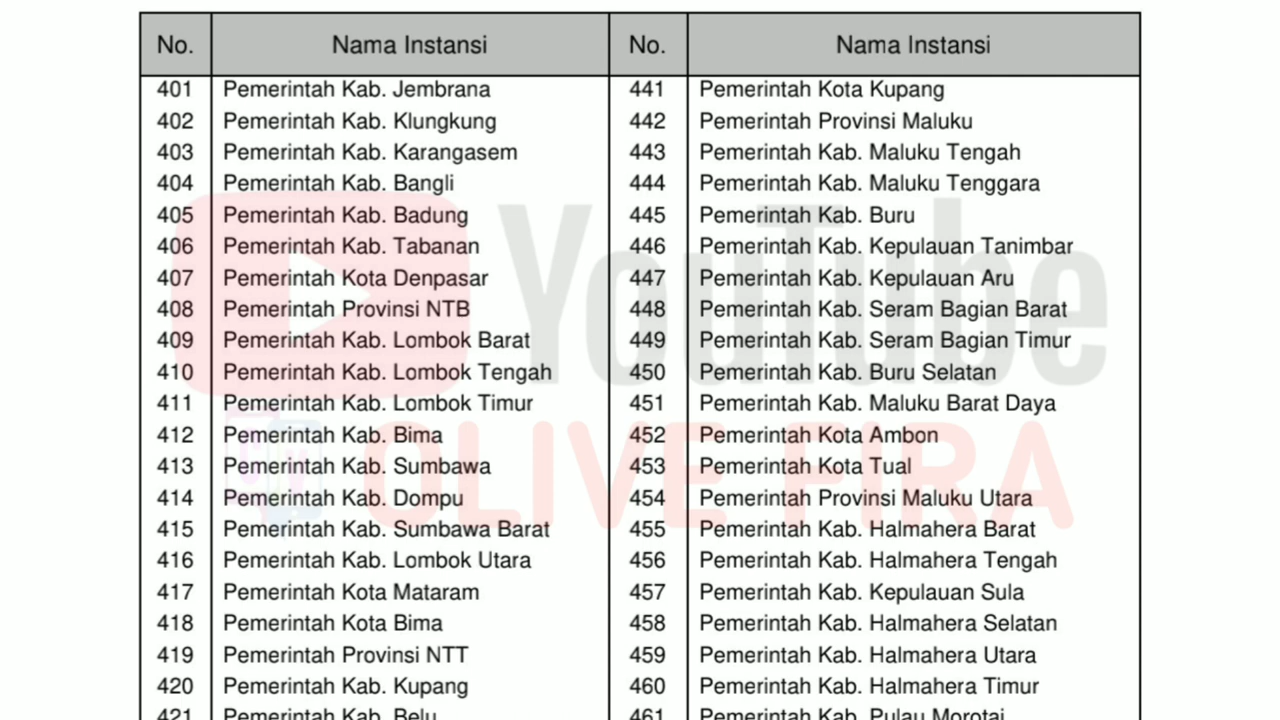 No. Nama Instansi No. Nama Instansi
401 Pemerintah Kab. Jembrana 441 Pemerintah Kota Kupang
402 Pemerintah Kab. Klungkung 442 Pemerintah Provinsi Maluku
403 Pemerintah Kab. Karangasem 443 Pemerintah Kab. Maluku Tengah
404 Pemerintah Kab. Bangli 444 Pemerintah Kab. Maluku Tenggara
405 Pemerintah Kab. Badung 445 Pemerintah Kab. Buru
406 Pemerintah Kab. Tabanan 446 Pemerintah Kab. Kepulauan Tanimbar
407 Pemerintah Kota Denpasar 447 Pemerintah Kab. Kepulauan Aru
408 Pemerintah Provinsi NTB 448 Pemerintah Kab. Seram Bagian Barat
409 Pemerintah Kab. Lombok Barat 449 Pemerintah Kab. Seram Bagian Timur
410 Pemerintah Kab. Lombok Tengah 450 Pemerintah Kab. Buru Selatan
411 Pemerintah Kab. Lombok Timur 451 Pemerintah Kab. Maluku Barat Daya
412 Pemerintah Kab. Bima 452 Pemerintah Kota Ambon
413 Pemerintah Kab. Sumbawa 453 Pemerintah Kota Tual
414 Pemerintah Kab. Dompu 454 Pemerintah Provinsi Maluku Utara
415 Pemerintah Kab. Sumbawa Barat 455 Pemerintah Kab. Halmahera Barat
416 Pemerintah Kab. Lombok Utara 456 Pemerintah Kab. Halmahera Tengah
417 Pemerintah Kota Mataram 457 Pemerintah Kab. Kepulauan Sula
418 Pemerintah Kota Bima 458 Pemerintah Kab. Halmahera Selatan
419 Pemerintah Provinsi NTT 459 Pemerintah Kab. Halmahera Utara
420 Pemerintah Kab. Kupang 460 Pemerintah Kab. Halmahera Timur
421 Pemerintah Kab. Belu 461 Pemerintah Kab. Pulau Morotai
YouTube
OLIVE FIRA